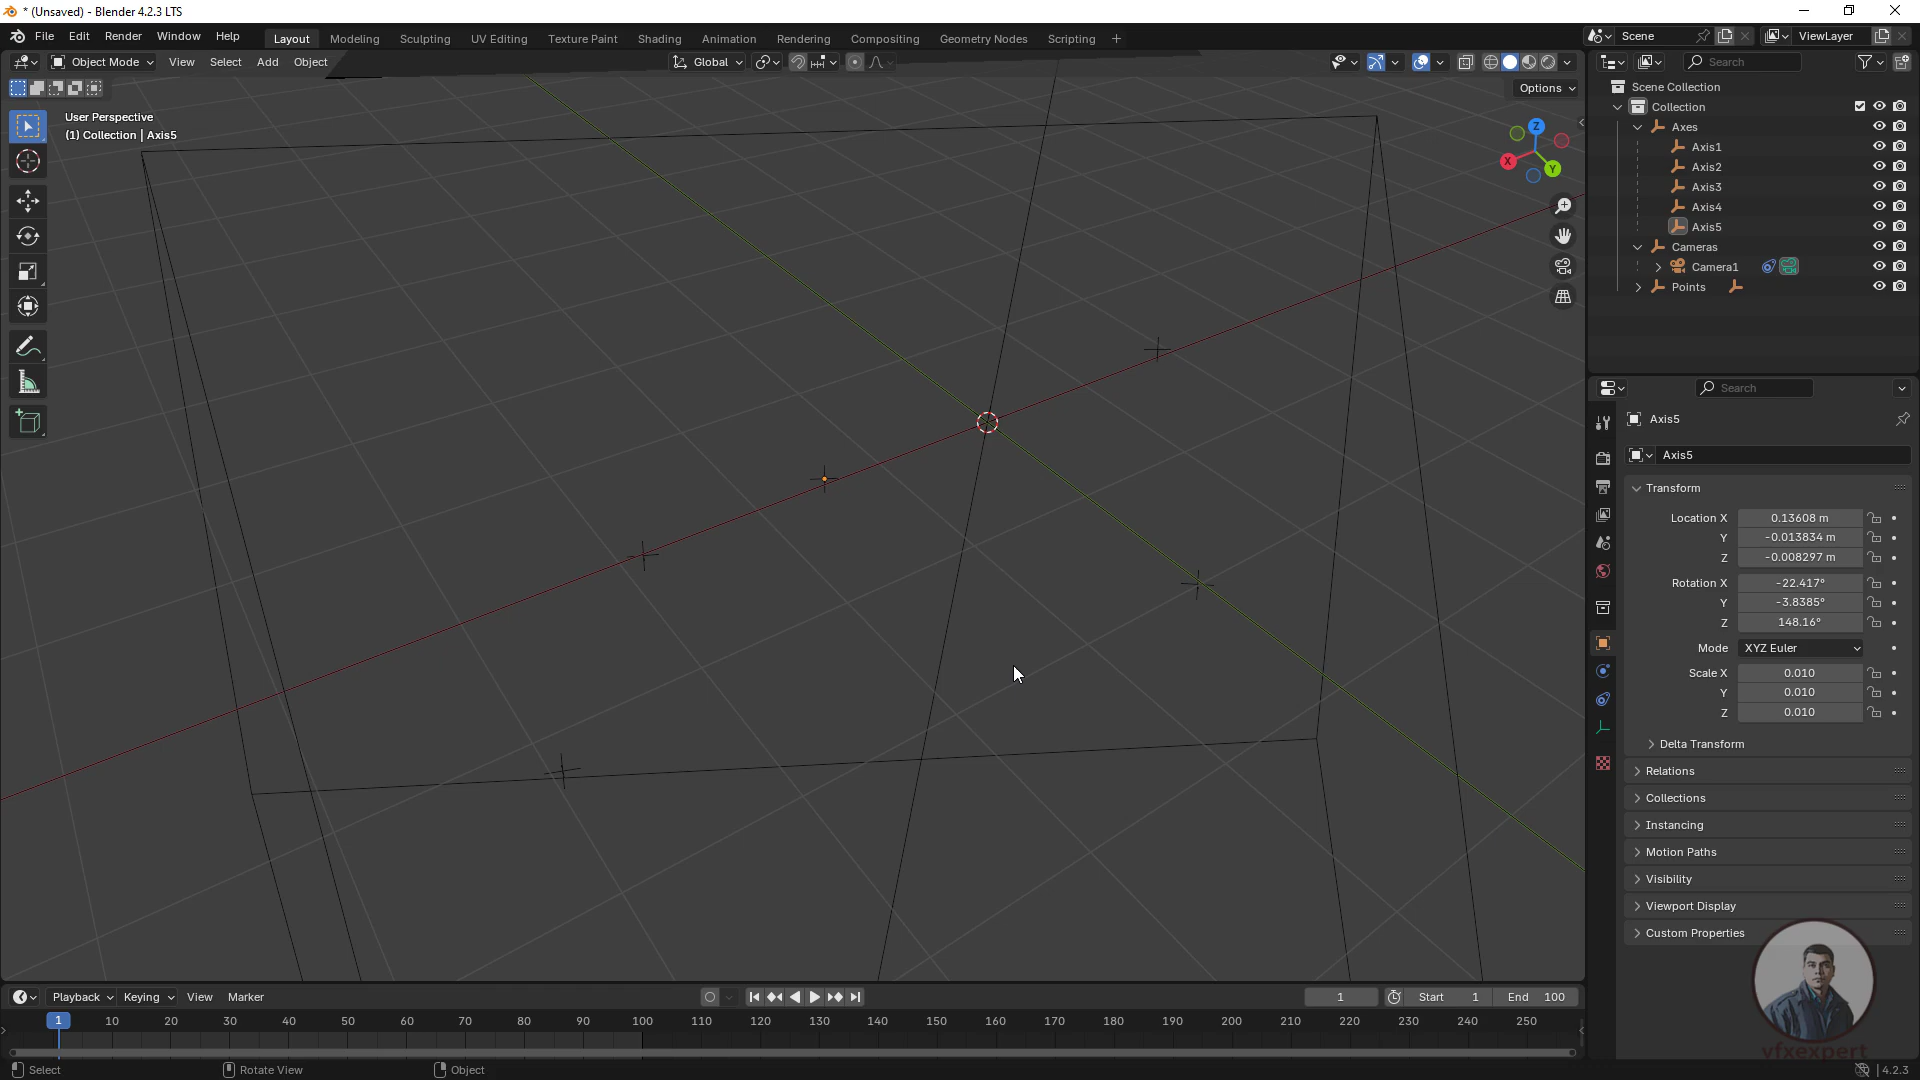 * (Unsaved) - Blender 4.2.3 LTS
File Edit Render Window Help Layout Modeling Sculpting UV Editing Texture Paint Shading Animation Rendering Compositing Geometry Nodes Scripting + Scene ViewLayer
Object Mode View Select Add Object Global Search
Options
User Perspective
(1) Collection | Axis5
Z
X
Y
Scene Collection
Collection
Axes
Axis1
Axis2
Axis3
Axis4
Axis5
Cameras
Camera1
Points
Search
Axis5
Axis5
Transform
Location X 0.13608 m
Y -0.013834 m
Z -0.008297 m
Rotation X -22.417°
Y -3.8385°
Z 148.16°
Mode XYZ Euler
Scale X 0.010
Y 0.010
Z 0.010
Delta Transform
Relations
Collections
Instancing
Motion Paths
Visibility
Viewport Display
Custom Properties
vfxexpert
Playback Keying View Marker 1 Start 1 End 100
1 10 20 30 40 50 60 70 80 90 100 110 120 130 140 150 160 170 180 190 200 210 220 230 240 250
Select Rotate View Object 4.2.3